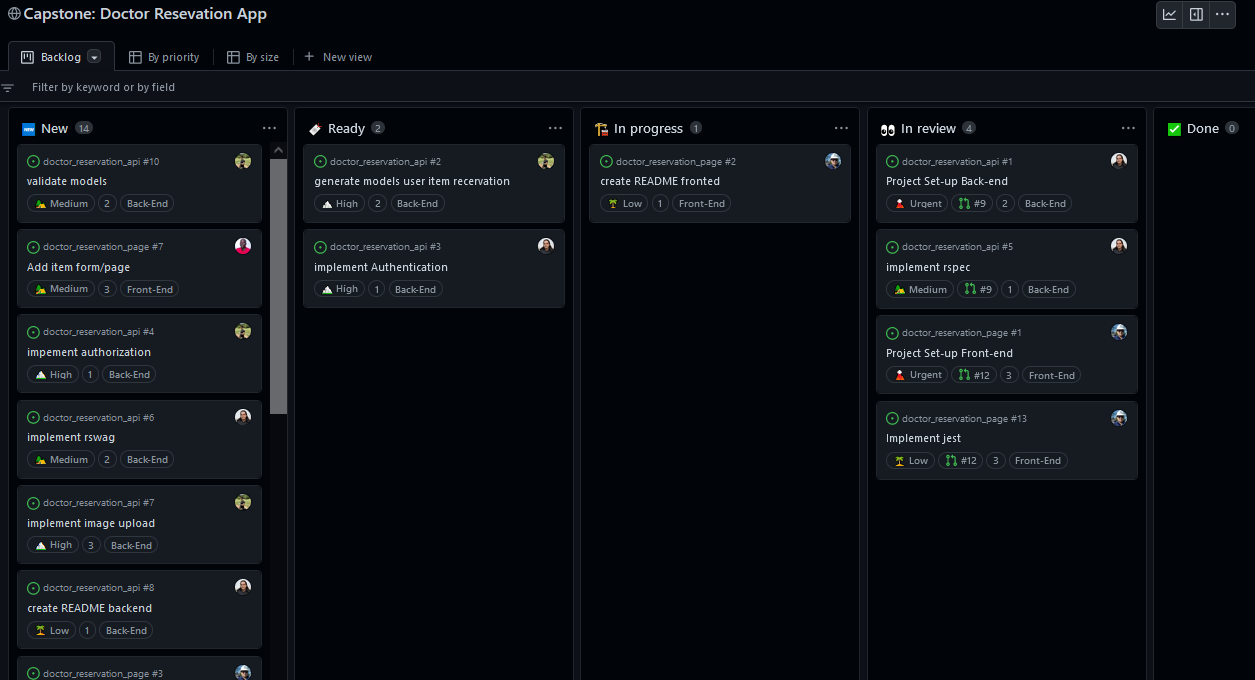 Capstone: Doctor Resevation App
Backlog
By priority
By size
New view
Filter by keyword or by field
NEW New 14
doctor_reservation_api #10
validate models
Medium 2 Back-End
doctor_reservation_page #7
Add item form/page
Medium 3 Front-End
doctor_reservation_api #4
impement authorization
High 1 Back-End
doctor_reservation_api #6
implement rswag
Medium 2 Back-End
doctor_reservation_api #7
implement image upload
High 3 Back-End
doctor_reservation_api #8
create README backend
Low 1 Back-End
doctor_reservation_page #3
Ready 2
doctor_reservation_api #2
generate models user item recervation
High 2 Back-End
doctor_reservation_api #3
implement Authentication
High 1 Back-End
In progress 1
doctor_reservation_page #2
create README fronted
Low 1 Front-End
In review 4
doctor_reservation_api #1
Project Set-up Back-end
Urgent #9 2 Back-End
doctor_reservation_api #5
implement rspec
Medium #9 1 Back-End
doctor_reservation_page #1
Project Set-up Front-end
Urgent #12 3 Front-End
doctor_reservation_page #13
Implement jest
Low #12 3 Front-End
Done 0